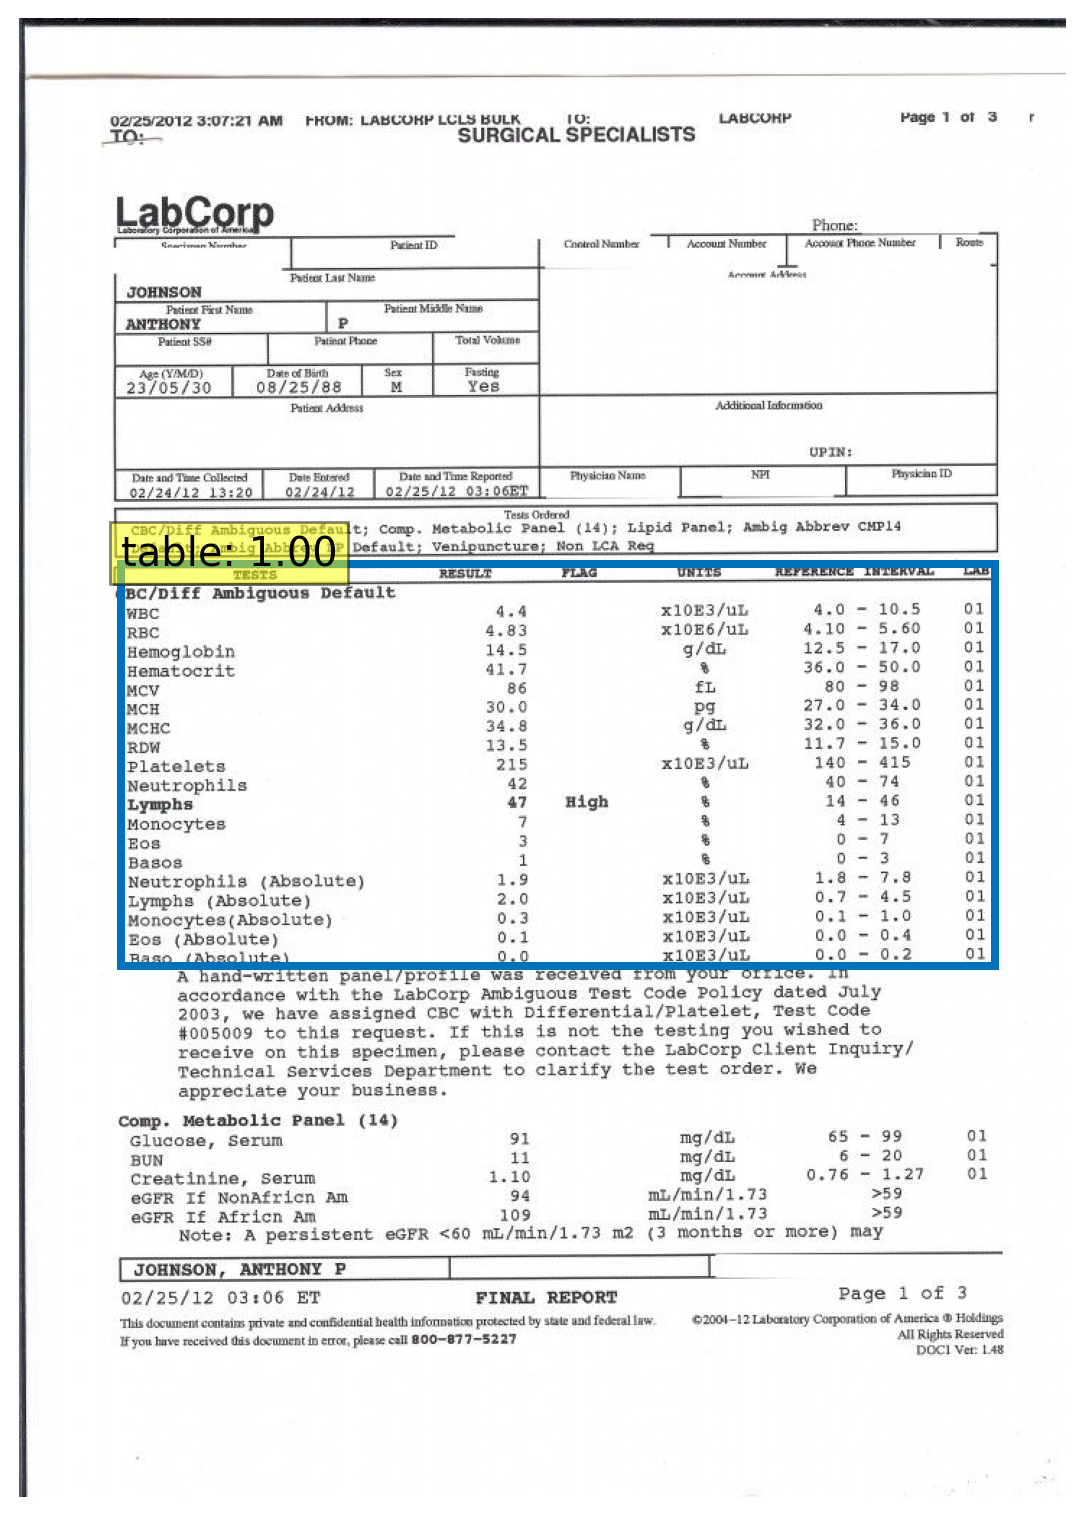 02/25/2012 3:07:21 AM FROM: LABCORP LCLS BULK TO: LABCORP Page 1 of 3 r
TO:
SURGICAL SPECIALISTS
LabCorp
Laboratory Corporation of America
Phone:
Specimen Number Patient ID Control Number Account Number Account Phone Number Route
Patient Last Name Account Address
JOHNSON
Patient First Name Patient Middle Name
ANTHONY P
Patient SS# Patient Phone Total Volume
Age (Y/M/D) Date of Birth Sex Fasting
23/05/30 08/25/88 M Yes
Patient Address Additional Information
UPIN:
Date and Time Collected Date Entered Date and Time Reported Physician Name NPI Physician ID
02/24/12 13:20 02/24/12 02/25/12 03:06ET
Tests Ordered
CBC/Diff Ambiguous Default; Comp. Metabolic Panel (14); Lipid Panel; Ambig Abbrev CMP14
Default; Ambig Abbrev LP Default; Venipuncture; Non LCA Req
table: 1.00
TESTS RESULT FLAG UNITS REFERENCE INTERVAL LAB
CBC/Diff Ambiguous Default
WBC 4.4 x10E3/uL 4.0 - 10.5 01
RBC 4.83 x10E6/uL 4.10 - 5.60 01
Hemoglobin 14.5 g/dL 12.5 - 17.0 01
Hematocrit 41.7 % 36.0 - 50.0 01
MCV 86 fL 80 - 98 01
MCH 30.0 pg 27.0 - 34.0 01
MCHC 34.8 g/dL 32.0 - 36.0 01
RDW 13.5 % 11.7 - 15.0 01
Platelets 215 x10E3/uL 140 - 415 01
Neutrophils 42 % 40 - 74 01
Lymphs 47 High % 14 - 46 01
Monocytes 7 % 4 - 13 01
Eos 3 % 0 - 7 01
Basos 1 % 0 - 3 01
Neutrophils (Absolute) 1.9 x10E3/uL 1.8 - 7.8 01
Lymphs (Absolute) 2.0 x10E3/uL 0.7 - 4.5 01
Monocytes(Absolute) 0.3 x10E3/uL 0.1 - 1.0 01
Eos (Absolute) 0.1 x10E3/uL 0.0 - 0.4 01
Baso (Absolute) 0.0 x10E3/uL 0.0 - 0.2 01
A hand-written panel/profile was received from your office. In
accordance with the LabCorp Ambiguous Test Code Policy dated July
2003, we have assigned CBC with Differential/Platelet, Test Code
#005009 to this request. If this is not the testing you wished to
receive on this specimen, please contact the LabCorp Client Inquiry/
Technical Services Department to clarify the test order. We
appreciate your business.
Comp. Metabolic Panel (14)
Glucose, Serum 91 mg/dL 65 - 99 01
BUN 11 mg/dL 6 - 20 01
Creatinine, Serum 1.10 mg/dL 0.76 - 1.27 01
eGFR If NonAfricn Am 94 mL/min/1.73 >59
eGFR If Africn Am 109 mL/min/1.73 >59
Note: A persistent eGFR <60 mL/min/1.73 m2 (3 months or more) may
JOHNSON, ANTHONY P
02/25/12 03:06 ET FINAL REPORT Page 1 of 3
This document contains private and confidential health information protected by state and federal law.
If you have received this document in error, please call 800-877-5227
©2004-12 Laboratory Corporation of America ® Holdings
All Rights Reserved
DOC1 Ver: 1.48